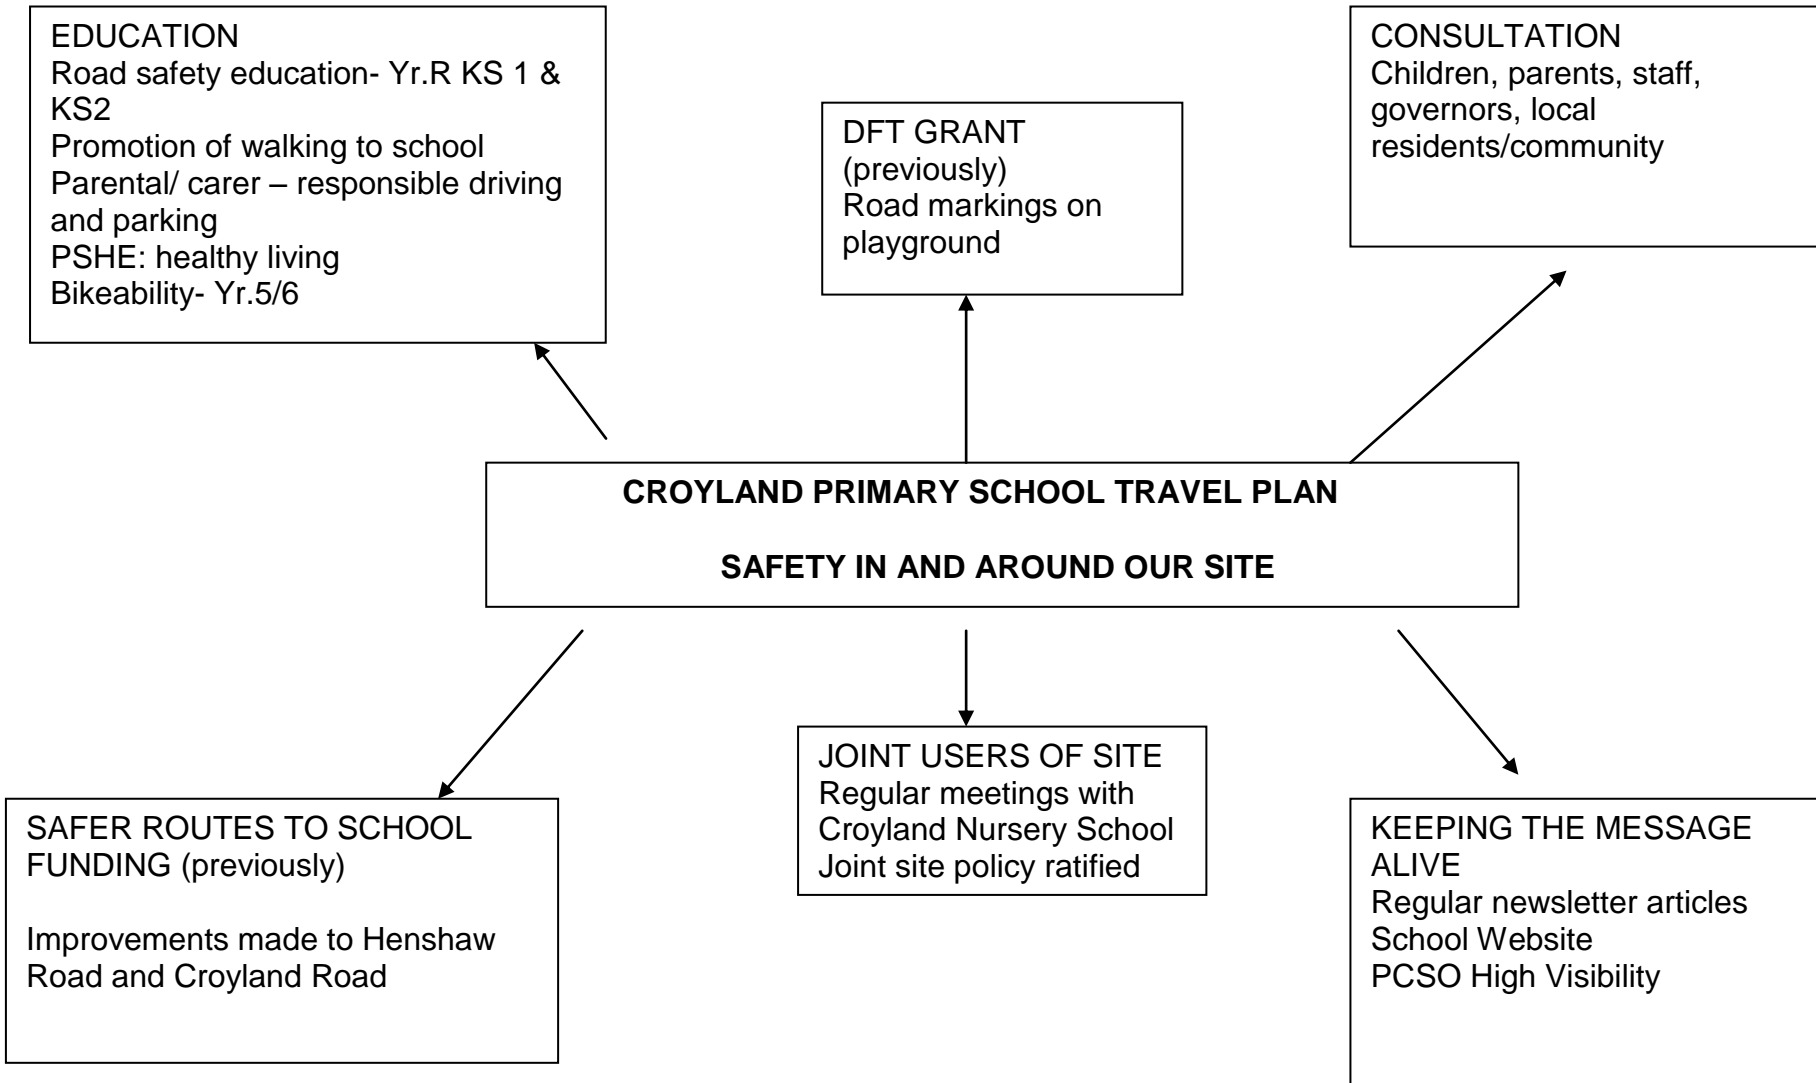 EDUCATION
Road safety education- Yr.R KS 1 &
KS2
Promotion of walking to school
Parental/ carer – responsible driving
and parking
PSHE: healthy living
Bikeability- Yr.5/6
DFT GRANT
(previously)
Road markings on
playground
CONSULTATION
Children, parents, staff,
governors, local
residents/community
CROYLAND PRIMARY SCHOOL TRAVEL PLAN
SAFETY IN AND AROUND OUR SITE
SAFER ROUTES TO SCHOOL
FUNDING (previously)
Improvements made to Henshaw
Road and Croyland Road
JOINT USERS OF SITE
Regular meetings with
Croyland Nursery School
Joint site policy ratified
KEEPING THE MESSAGE
ALIVE
Regular newsletter articles
School Website
PCSO High Visibility